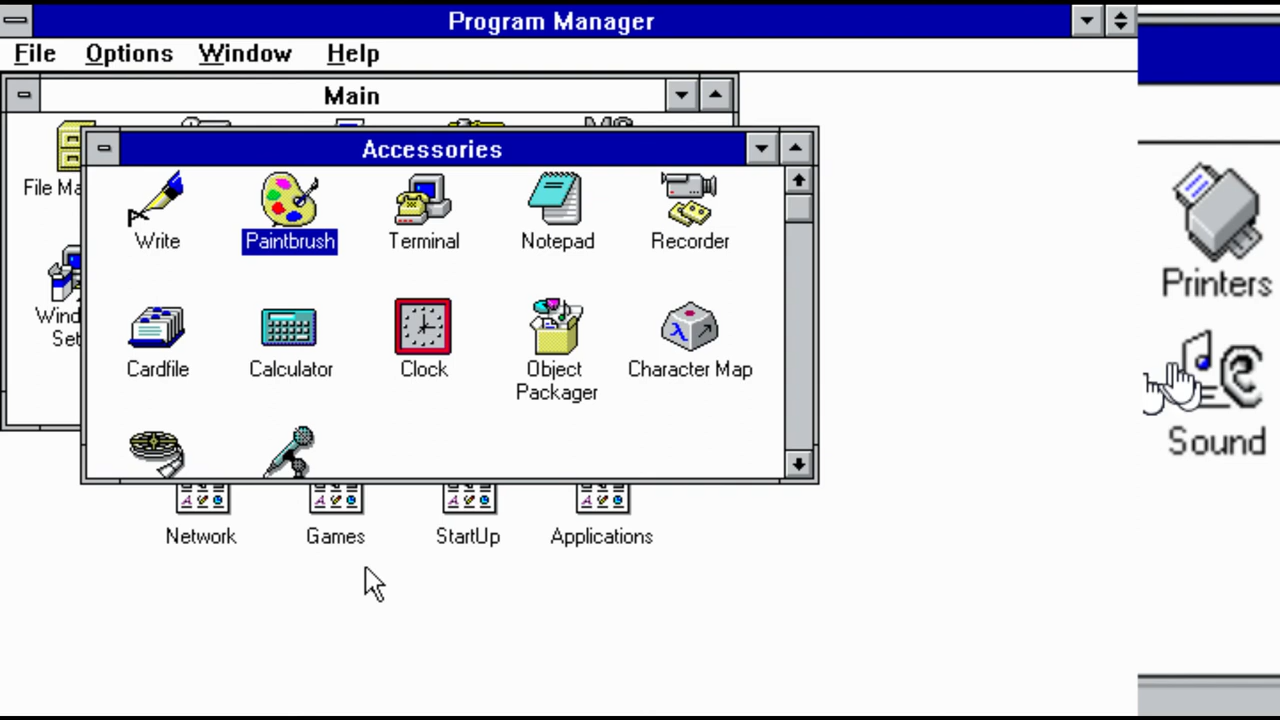 Program Manager
File Options Window Help
Main
Accessories
File Ma
Write Paintbrush Terminal Notepad Recorder
Wind
Set
Cardfile Calculator Clock Object Packager Character Map
Network Games StartUp Applications
Printers
Sound